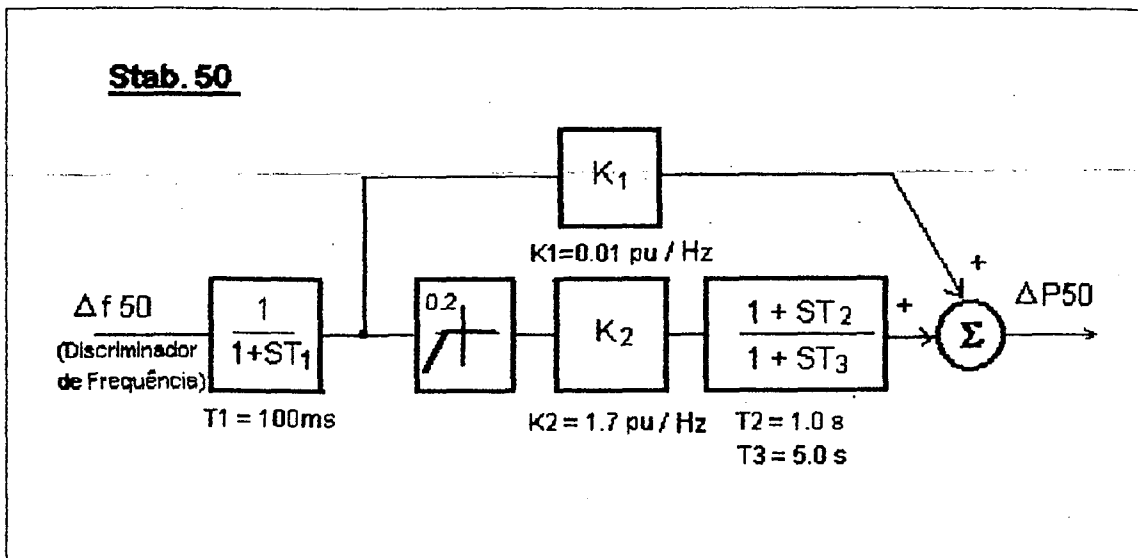 Stab. 50
K1
K1=0.01 pu / Hz
Δf 50
(Discriminador
de Frequência)
1
1+ST1
T1 = 100ms
0.2
K2
K2 = 1.7 pu / Hz
1 + ST2
1 + ST3
T2 = 1.0 s
T3 = 5.0 s
+
+
Σ
ΔP50